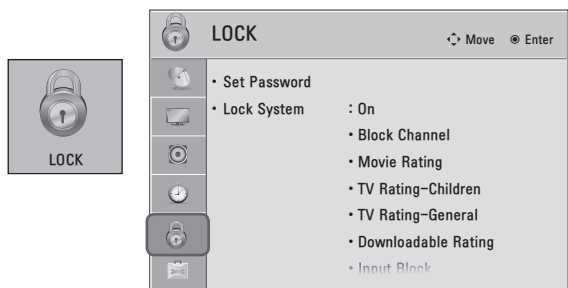 LOCK
LOCK
Move
Enter
• Set Password
• Lock System : On
• Block Channel
• Movie Rating
• TV Rating-Children
• TV Rating-General
• Downloadable Rating
• Input Block